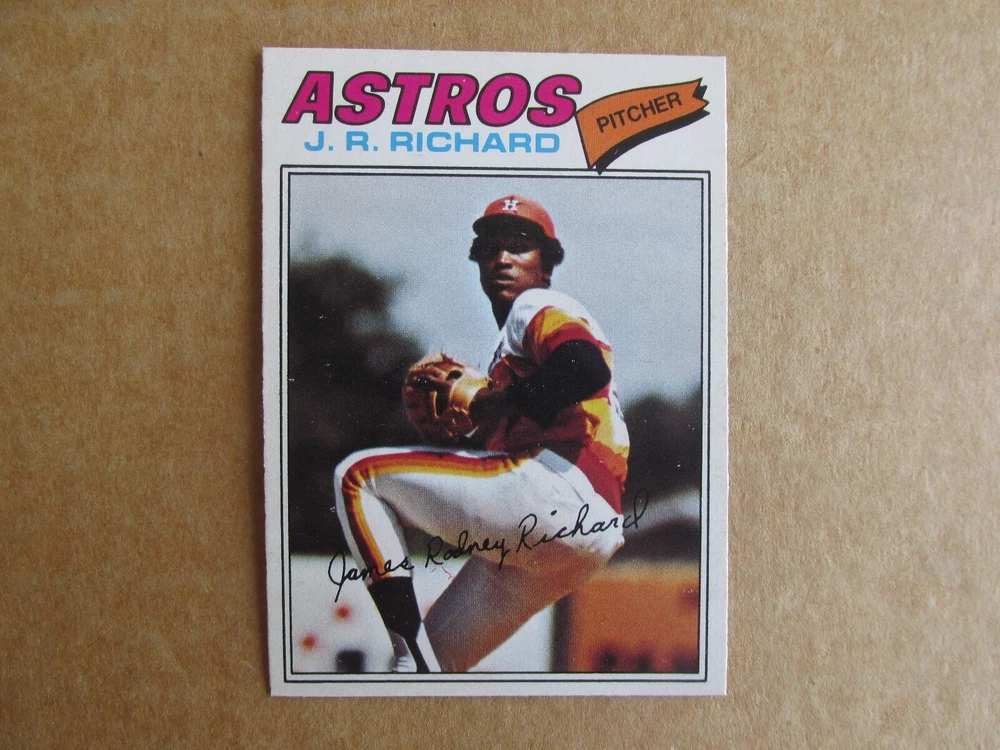 ASTROS
PITCHER
J. R. RICHARD
H
James Rodney Richard